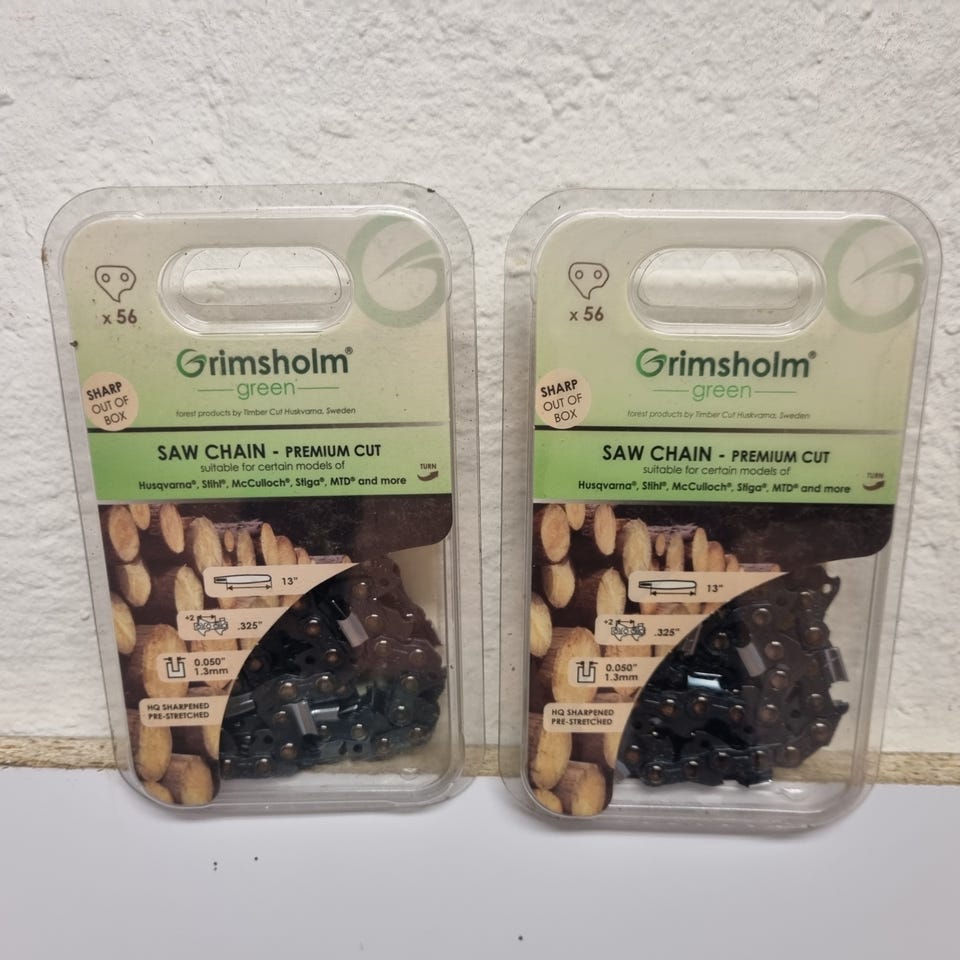 x 56
Grimsholm®
green
SHARP
OUT OF
BOX
forest products by Timber Cut Huskvarna, Sweden
SAW CHAIN - PREMIUM CUT
suitable for certain models of
Husqvarna®, Stihl®, McCulloch®, Stiga®, MTD® and more
TURN
13"
+2
.325"
0.050"
1.3mm
HQ SHARPENED
PRE-STRETCHED
x 56
Grimsholm®
green
SHARP
OUT OF
BOX
forest products by Timber Cut Huskvarna, Sweden
SAW CHAIN - PREMIUM CUT
suitable for certain models of
Husqvarna®, Stihl®, McCulloch®, Stiga®, MTD® and more
TURN
13"
+2
.325"
0.050"
1.3mm
HQ SHARPENED
PRE-STRETCHED